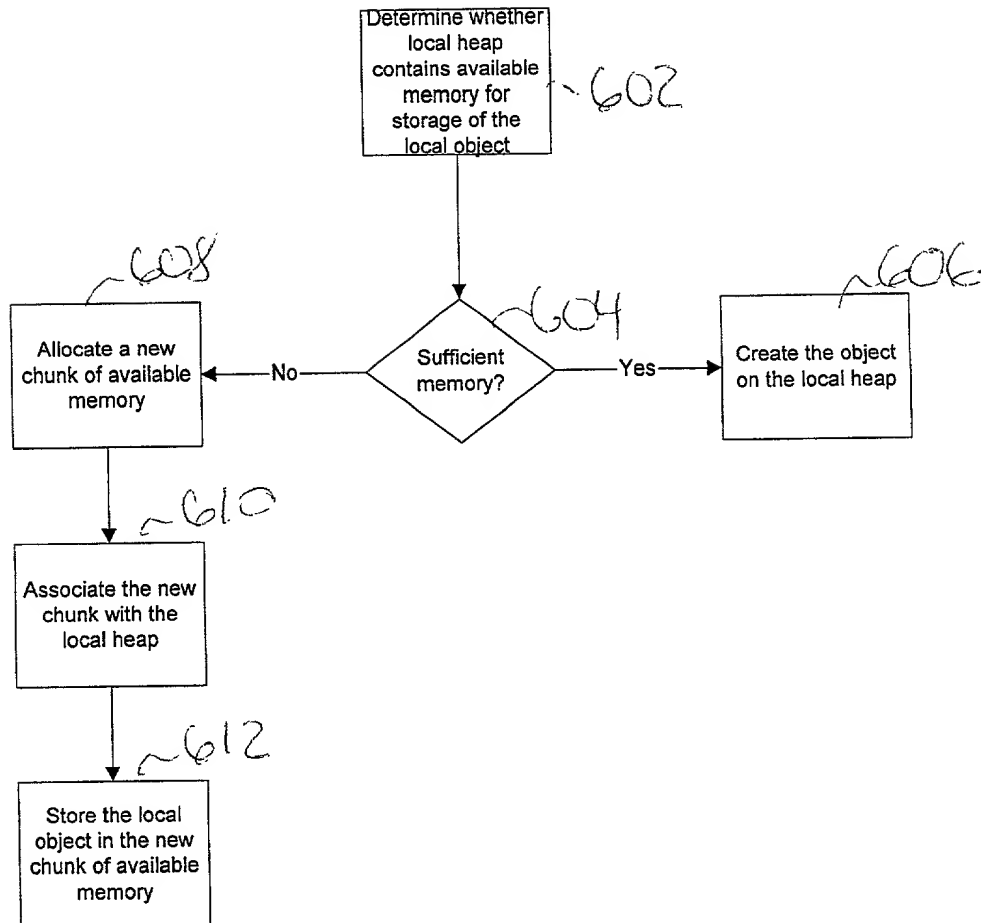 Determine whether
local heap
contains available
memory for
storage of the
local object
602
608
604
606
Allocate a new
chunk of available
memory
No
Sufficient
memory?
Yes
Create the object
on the local heap
610
Associate the new
chunk with the
local heap
612
Store the local
object in the new
chunk of available
memory